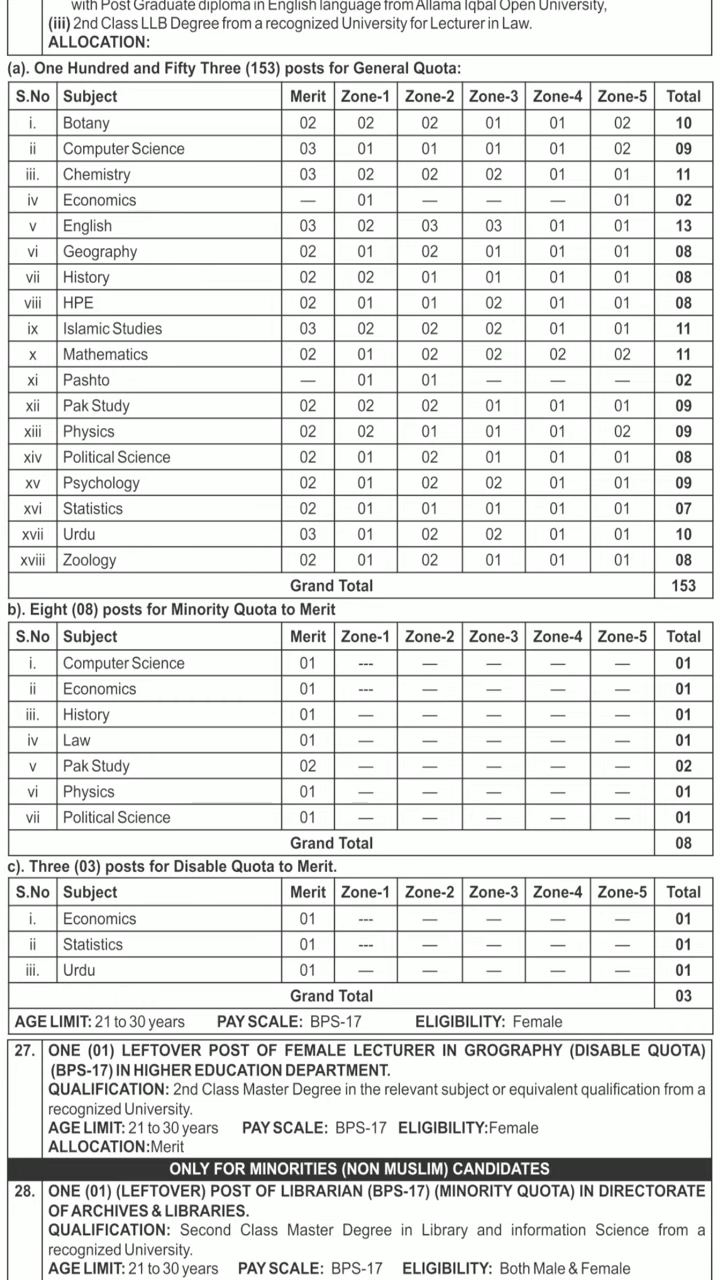 with Post Graduate diploma in English language from Allama Iqbal Open University,
(iii) 2nd Class LLB Degree from a recognized University for Lecturer in Law.
ALLOCATION:
(a). One Hundred and Fifty Three (153) posts for General Quota:
S.No Subject Merit Zone-1 Zone-2 Zone-3 Zone-4 Zone-5 Total
i. Botany 02 02 02 01 01 02 10
ii Computer Science 03 01 01 01 01 02 09
iii. Chemistry 03 02 02 02 01 01 11
iv Economics — 01 — — — 01 02
v English 03 02 03 03 01 01 13
vi Geography 02 01 02 01 01 01 08
vii History 02 02 01 01 01 01 08
viii HPE 02 01 01 02 01 01 08
ix Islamic Studies 03 02 02 02 01 01 11
x Mathematics 02 01 02 02 02 02 11
xi Pashto — 01 01 — — — 02
xii Pak Study 02 02 02 01 01 01 09
xiii Physics 02 02 01 01 01 02 09
xiv Political Science 02 01 02 01 01 01 08
xv Psychology 02 01 02 02 01 01 09
xvi Statistics 02 01 01 01 01 01 07
xvii Urdu 03 01 02 02 01 01 10
xviii Zoology 02 01 02 01 01 01 08
Grand Total 153
b). Eight (08) posts for Minority Quota to Merit
S.No Subject Merit Zone-1 Zone-2 Zone-3 Zone-4 Zone-5 Total
i. Computer Science 01 --- — — — — 01
ii Economics 01 --- — — — — 01
iii. History 01 — — — — — 01
iv Law 01 — — — — — 01
v Pak Study 02 — — — — — 02
vi Physics 01 — — — — — 01
vii Political Science 01 — — — — — 01
Grand Total 08
c). Three (03) posts for Disable Quota to Merit.
S.No Subject Merit Zone-1 Zone-2 Zone-3 Zone-4 Zone-5 Total
i. Economics 01 --- — — — — 01
ii Statistics 01 --- — — — — 01
iii. Urdu 01 — — — — — 01
Grand Total 03
AGE LIMIT: 21 to 30 years PAY SCALE: BPS-17 ELIGIBILITY: Female
27. ONE (01) LEFTOVER POST OF FEMALE LECTURER IN GROGRAPHY (DISABLE QUOTA)
(BPS-17) IN HIGHER EDUCATION DEPARTMENT.
QUALIFICATION: 2nd Class Master Degree in the relevant subject or equivalent qualification from a
recognized University.
AGE LIMIT: 21 to 30 years PAY SCALE: BPS-17 ELIGIBILITY:Female
ALLOCATION:Merit
ONLY FOR MINORITIES (NON MUSLIM) CANDIDATES
28. ONE (01) (LEFTOVER) POST OF LIBRARIAN (BPS-17) (MINORITY QUOTA) IN DIRECTORATE
OF ARCHIVES & LIBRARIES.
QUALIFICATION: Second Class Master Degree in Library and information Science from a
recognized University.
AGE LIMIT: 21 to 30 years PAY SCALE: BPS-17 ELIGIBILITY: Both Male & Female